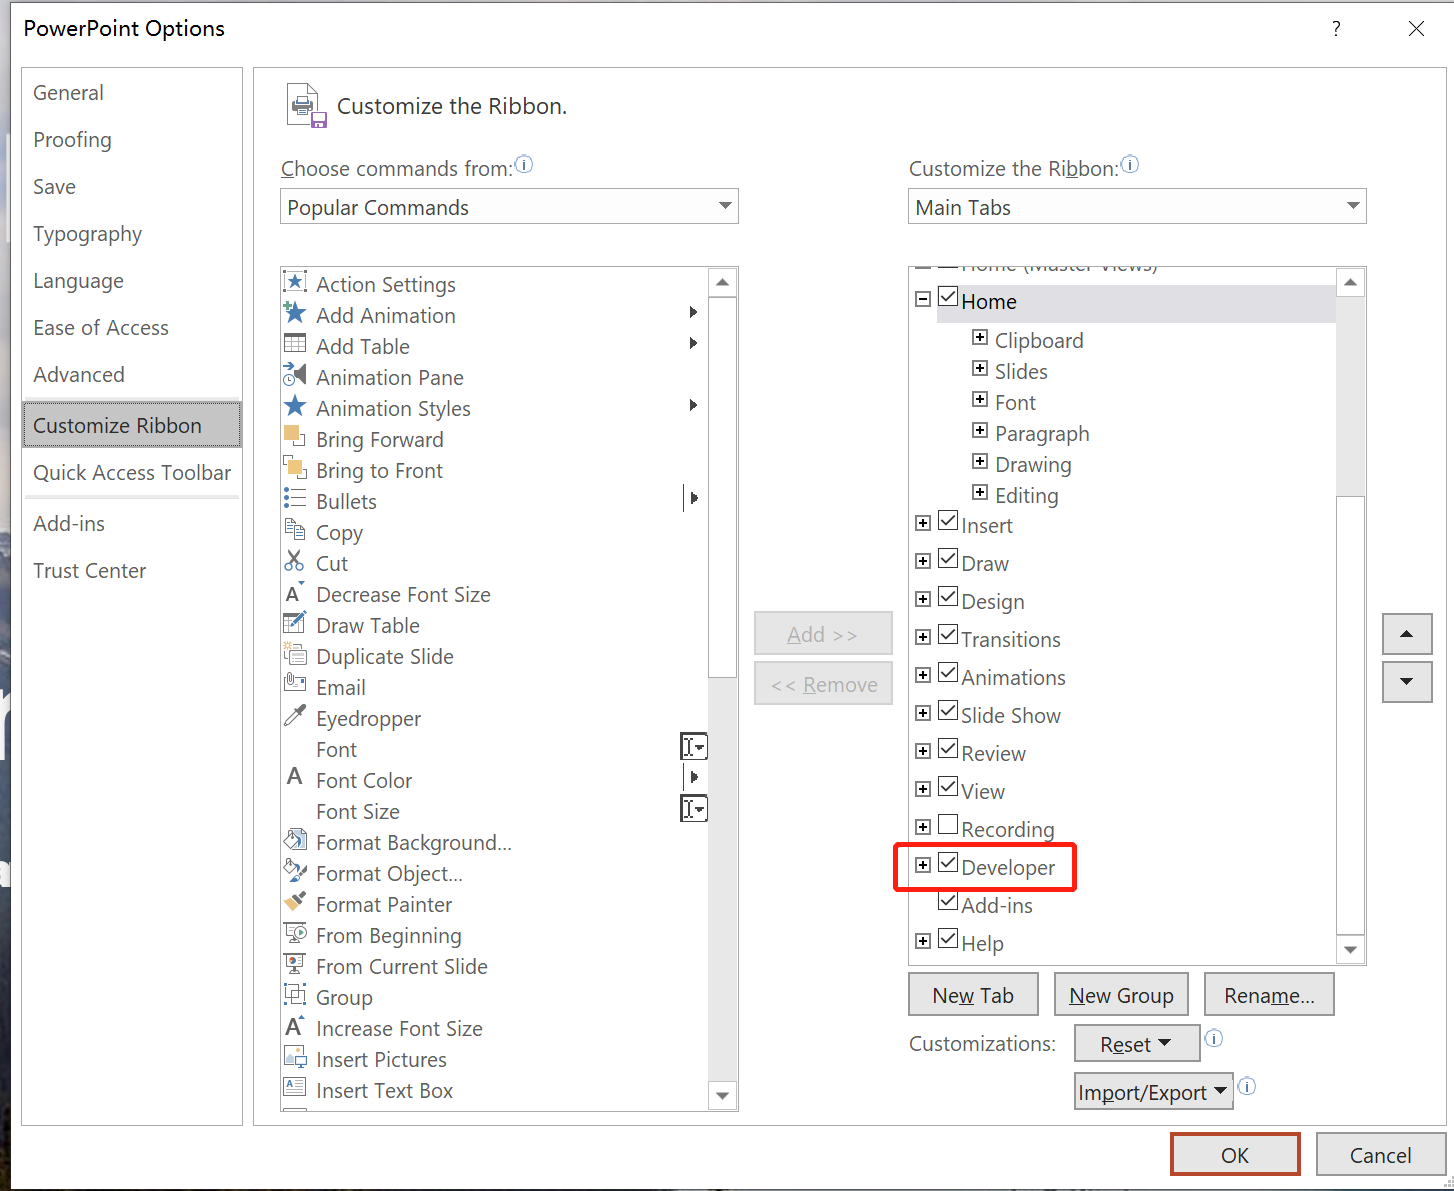 PowerPoint Options
?
General
Proofing
Save
Typography
Language
Ease of Access
Advanced
Customize Ribbon
Quick Access Toolbar
Add-ins
Trust Center
Customize the Ribbon.
Choose commands from:
Popular Commands
Action Settings
Add Animation
Add Table
Animation Pane
Animation Styles
Bring Forward
Bring to Front
Bullets
Copy
Cut
Decrease Font Size
Draw Table
Duplicate Slide
Email
Eyedropper
Font
Font Color
Font Size
Format Background...
Format Object...
Format Painter
From Beginning
From Current Slide
Group
Increase Font Size
Insert Pictures
Insert Text Box
Add >>
<< Remove
Customize the Ribbon:
Main Tabs
Home (Master Views)
Home
Clipboard
Slides
Font
Paragraph
Drawing
Editing
Insert
Draw
Design
Transitions
Animations
Slide Show
Review
View
Recording
Developer
Add-ins
Help
New Tab
New Group
Rename...
Customizations:
Reset
Import/Export
OK
Cancel